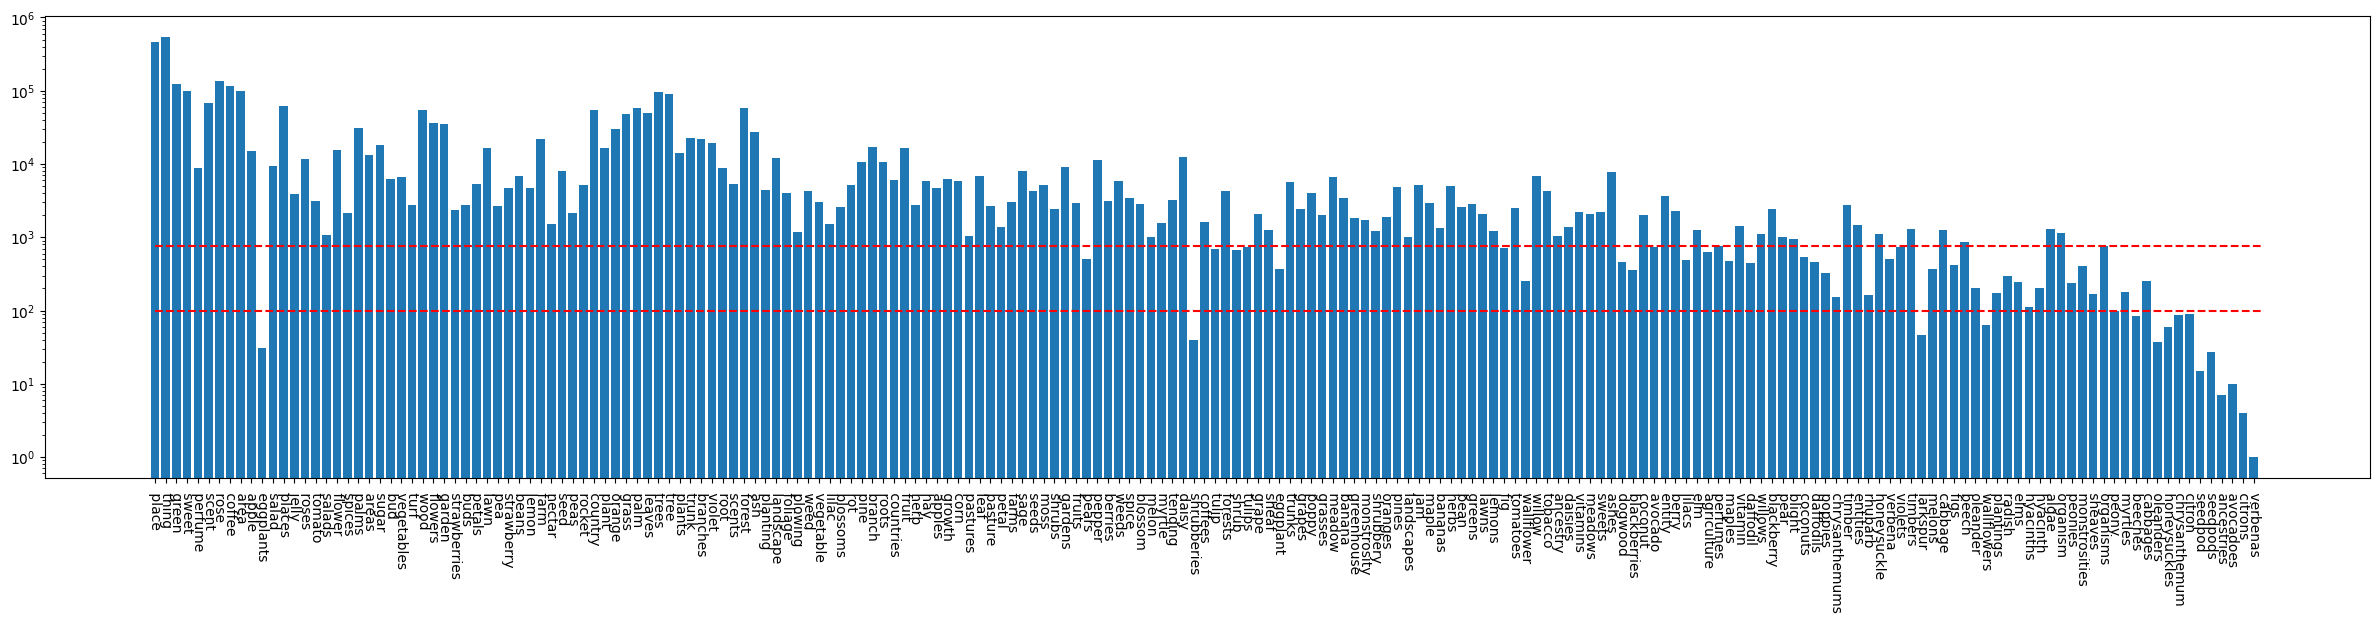 10⁶
10⁵
10⁴
10³
10²
10¹
10⁰
place
thing
green
sweet
perfume
scent
rose
coffee
area
apple
eggplants
salad
places
jelly
roses
tomato
salads
flower
spices
palms
areas
sugar
bud
vegetables
turf
wood
flowers
garden
strawberries
buds
petals
lawn
pea
strawberry
beans
lemon
farm
nectar
seed
peas
rocket
country
plant
orange
grass
palm
leaves
trees
tree
plants
trunk
branches
violet
root
scents
forest
ash
planting
landscape
foliage
plowing
weed
vegetable
lilac
blossoms
pot
pine
branch
roots
countries
fruit
herb
hay
apples
growth
corn
pastures
leaf
pasture
petal
farms
sage
seeds
moss
shrubs
gardens
fruits
pears
pepper
berries
weeds
spice
blossom
melon
myrtle
tending
daisy
shrubberies
coffees
tulip
forests
shrub
tulips
grape
sheaf
eggplant
trunks
grapes
poppy
grasses
meadow
banana
greenhouse
monstrosity
shrubbery
oranges
pines
landscapes
jam
maple
bananas
herbs
bean
greens
lawns
lemons
fig
tomatoes
wallflower
willow
tobacco
ancestry
daisies
vitamins
meadows
sweets
ashes
dogwood
blackberries
coconut
avocado
entity
berry
lilacs
elm
agriculture
perfumes
maples
vitamin
daffodil
willows
blackberry
pear
blight
coconuts
daffodils
poppies
chrysanthemums
timber
entities
rhubarb
honeysuckle
verbena
violets
timbers
larkspur
melons
cabbage
figs
beech
oleander
wallflowers
plantings
radish
elms
hyacinths
hyacinth
algae
organism
peonies
monstrosities
sheaves
organisms
peony
myrtles
beeches
cabbages
oleanders
honeysuckles
chrysanthemum
citron
seedpod
seedpods
ancestries
avocadoes
citrons
verbenas